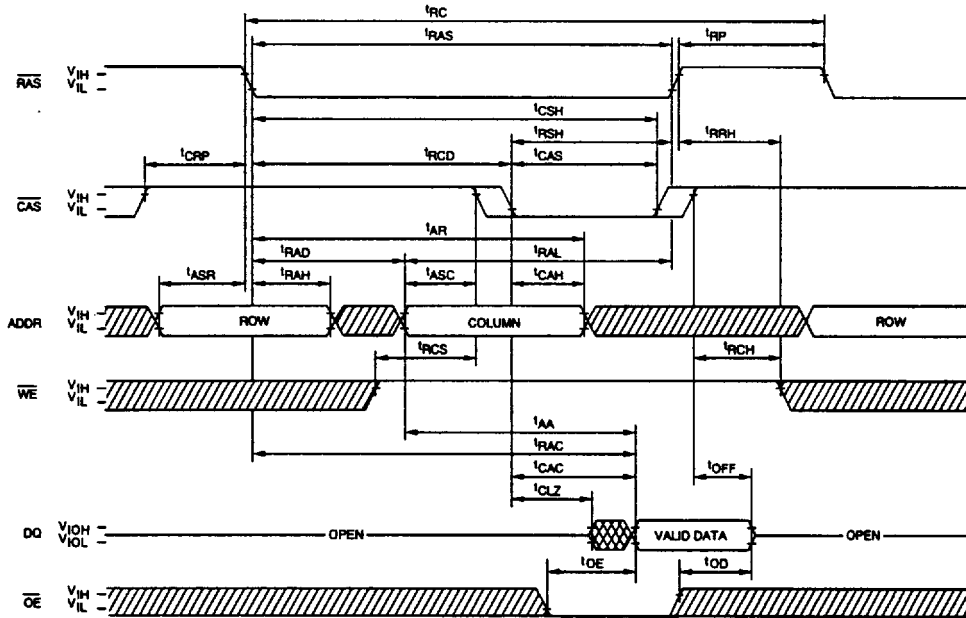 tRC
tRAS
tRP
RAS VIH
VIL
tCSH
tRSH
tRRH
tCRP
tRCD
tCAS
CAS VIH
VIL
tAR
tRAD
tRAL
tASR
tRAH
tASC
tCAH
ADDR VIH
VIL
ROW
COLUMN
ROW
tRCS
tRCH
WE VIH
VIL
tAA
tRAC
tCAC
tOFF
tCLZ
DQ VIOH
VIOL
OPEN
VALID DATA
OPEN
tOE
tOD
OE VIH
VIL